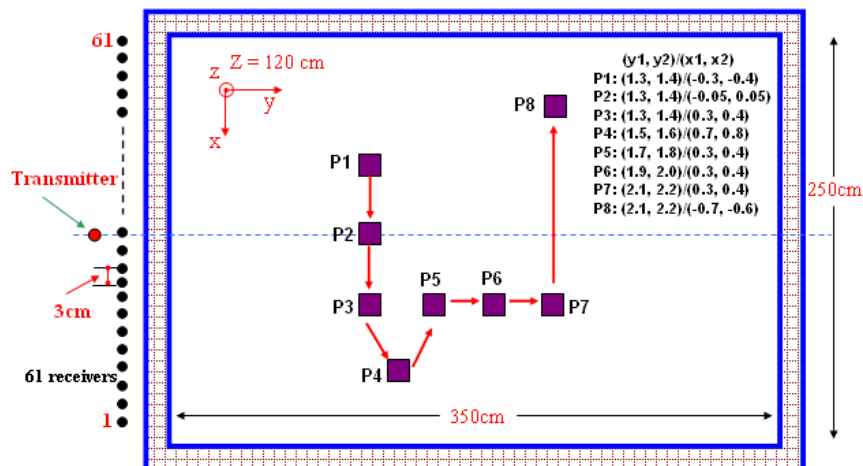 61
Z = 120 cm
z
y
x
(y1, y2)/(x1, x2)
P1: (1.3, 1.4)/(-0.3, -0.4)
P2: (1.3, 1.4)/(-0.05, 0.05)
P3: (1.3, 1.4)/(0.3, 0.4)
P4: (1.5, 1.6)/(0.7, 0.8)
P5: (1.7, 1.8)/(0.3, 0.4)
P6: (1.9, 2.0)/(0.3, 0.4)
P7: (2.1, 2.2)/(0.3, 0.4)
P8: (2.1, 2.2)/(-0.7, -0.6)
P8
P1
Transmitter
250cm
P2
P5
P6
3cm
P3
P7
P4
61 receivers
1
350cm